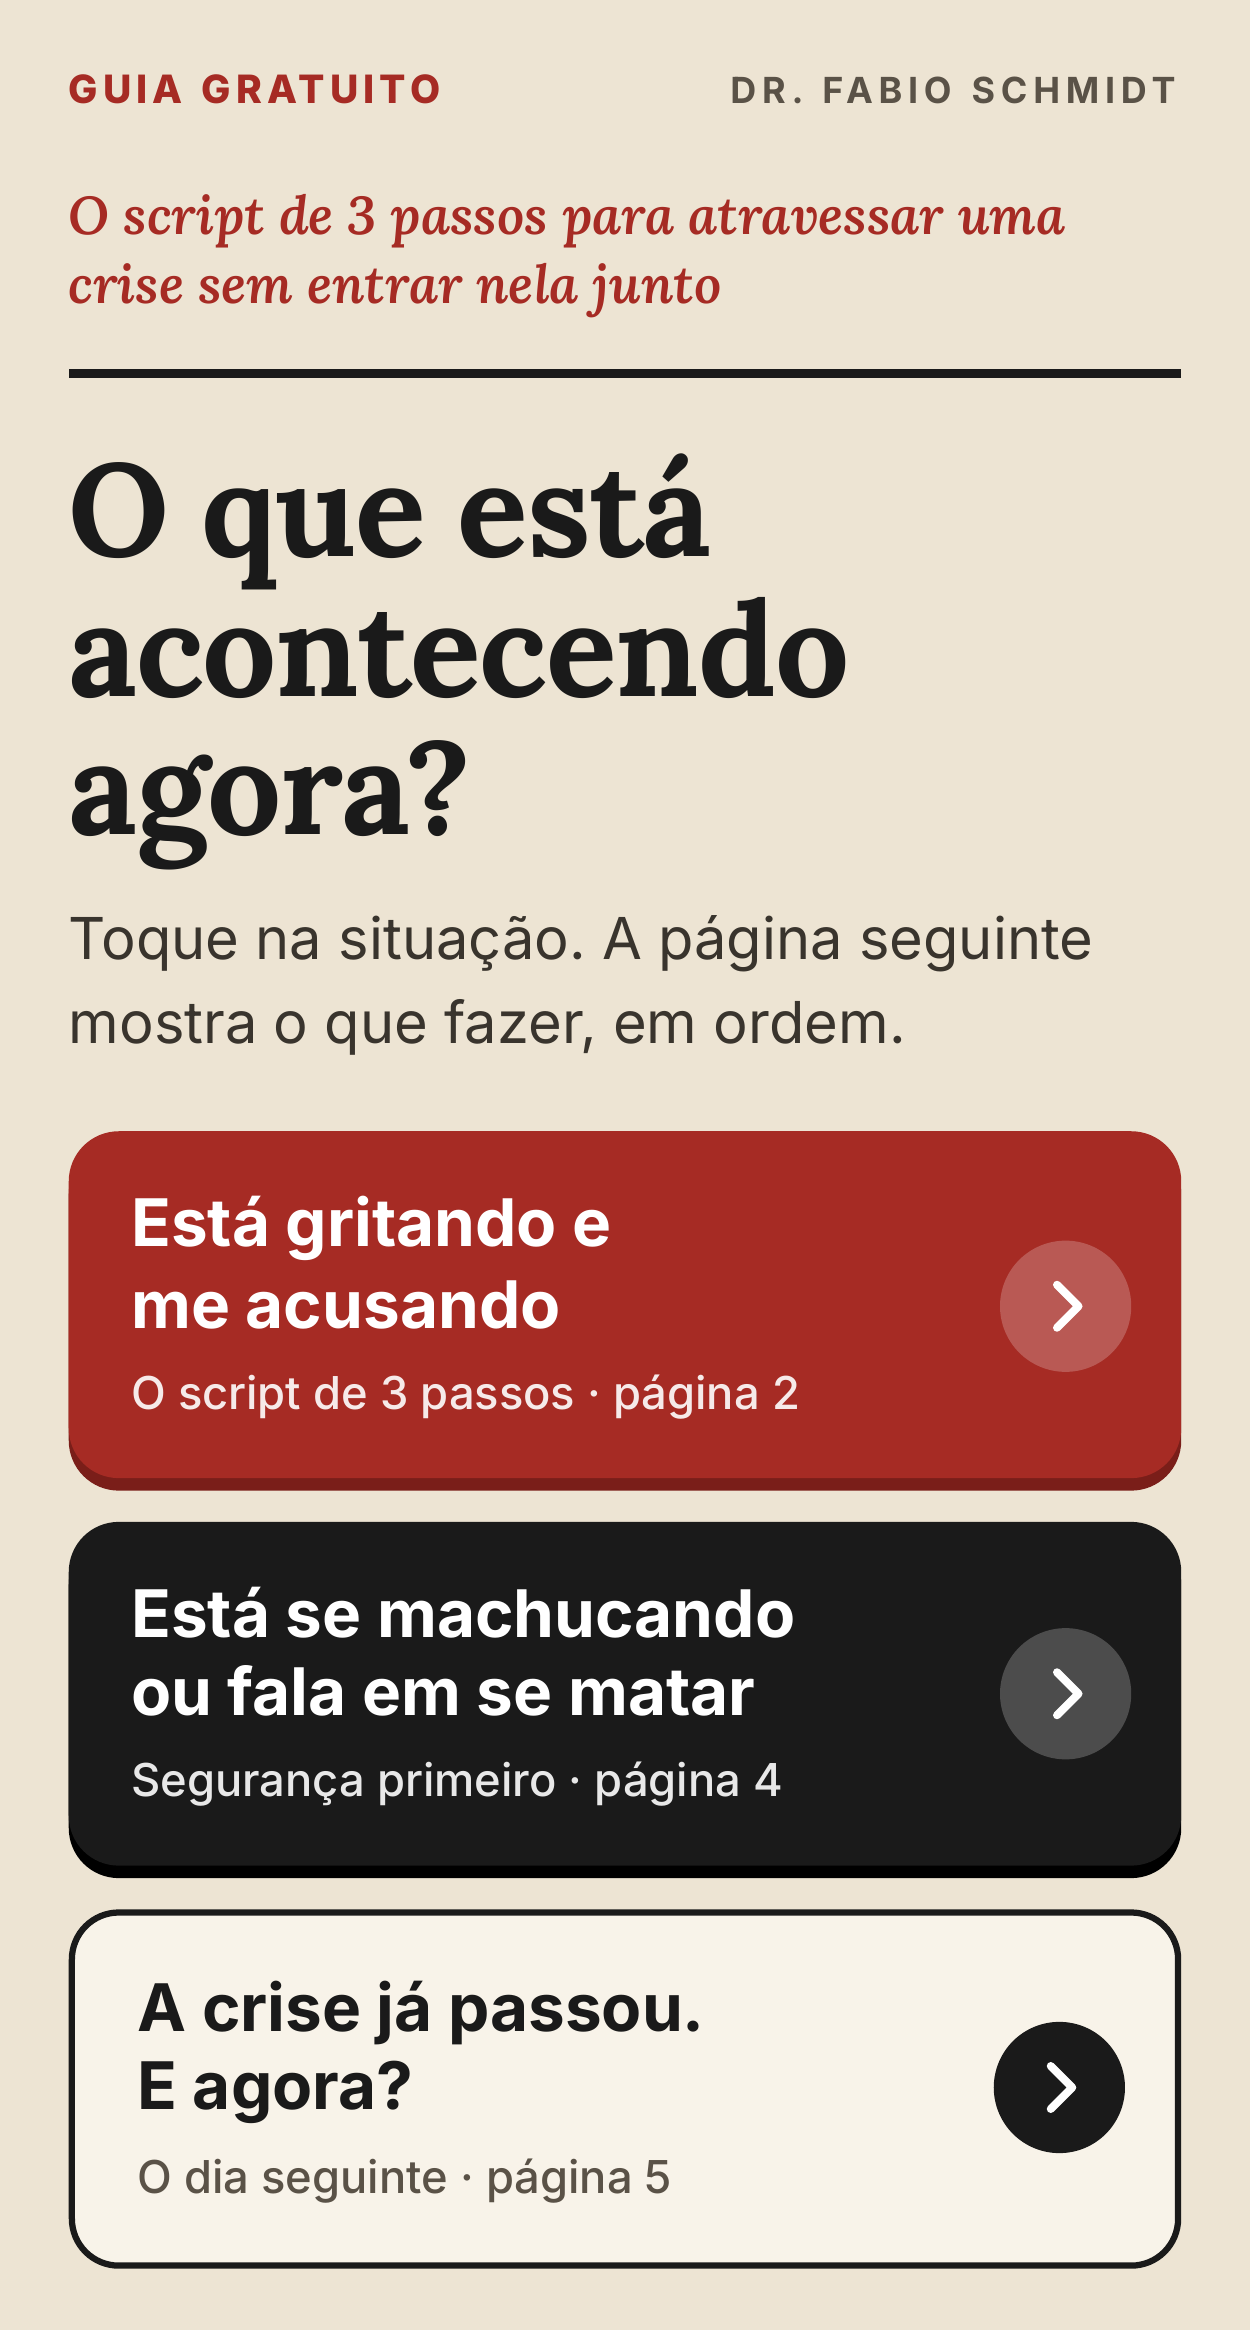 GUIA GRATUITO
DR. FABIO SCHMIDT
O script de 3 passos para atravessar uma
crise sem entrar nela junto
O que está
acontecendo
agora?
Toque na situação. A página seguinte
mostra o que fazer, em ordem.
Está gritando e
me acusando
O script de 3 passos · página 2
Está se machucando
ou fala em se matar
Segurança primeiro · página 4
A crise já passou.
E agora?
O dia seguinte · página 5